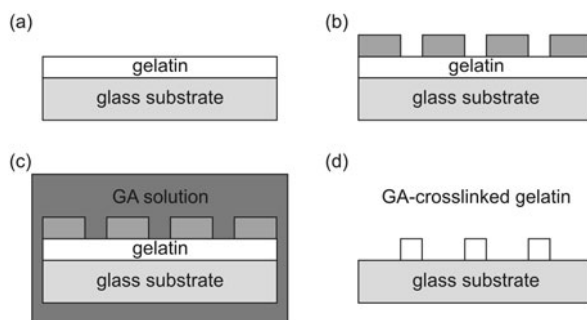 (a)
gelatin
glass substrate
(b)
gelatin
glass substrate
(c)
GA solution
gelatin
glass substrate
(d)
GA-crosslinked gelatin
glass substrate